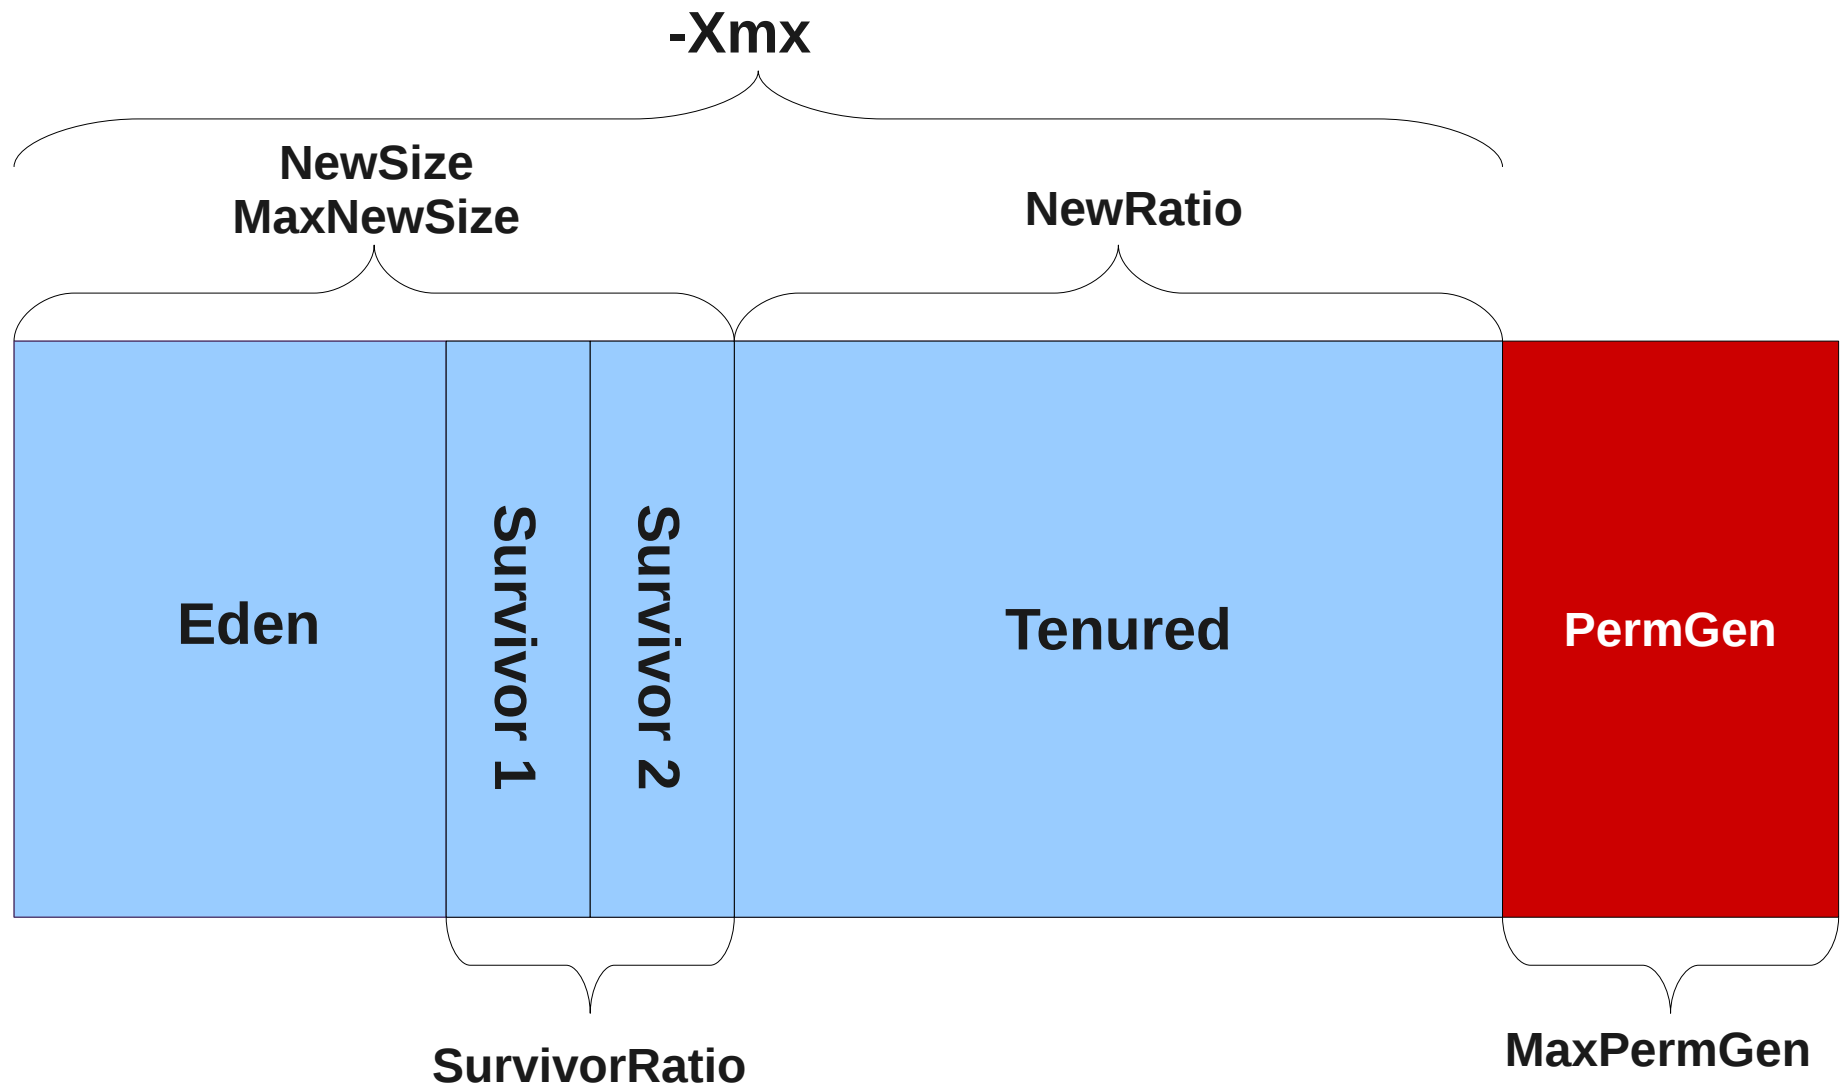 -Xmx
NewSize
MaxNewSize
NewRatio
Eden
Survivor 1
Survivor 2
Tenured
PermGen
SurvivorRatio
MaxPermGen